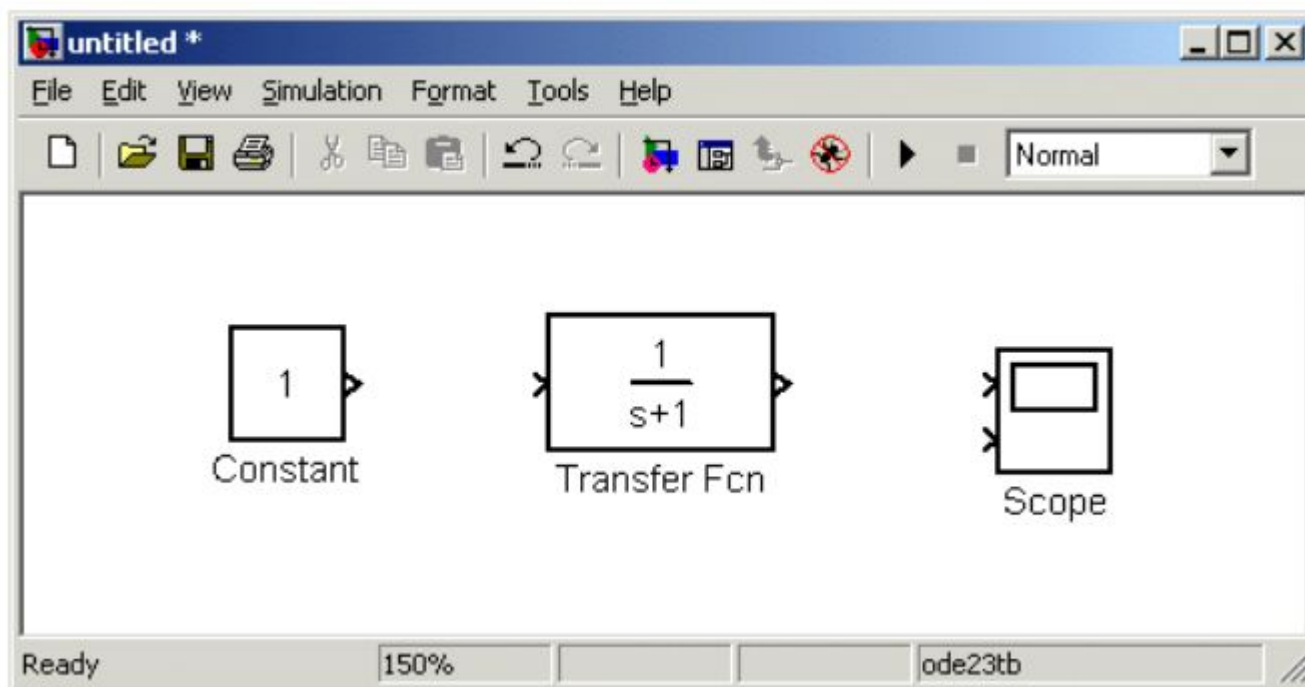 untitled *
File Edit View Simulation Format Tools Help
Normal
1
1
s+1
Constant
Transfer Fcn
Scope
Ready 150% ode23tb